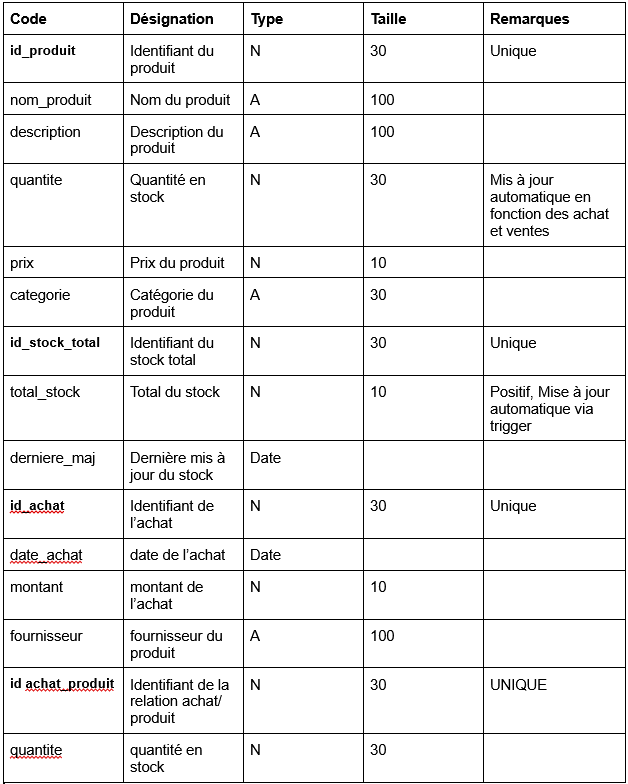 Code Désignation Type Taille Remarques
id_produit Identifiant du N 30 Unique
produit
nom_produit Nom du produit A 100
description Description du A 100
produit
quantite Quantité en N 30 Mis à jour
stock automatique en
fonction des achat
et ventes
prix Prix du produit N 10
categorie Catégorie du A 30
produit
id_stock_total Identifiant du N 30 Unique
stock total
total_stock Total du stock N 10 Positif, Mise à jour
automatique via
trigger
derniere_maj Dernière mis à Date
jour du stock
id_achat Identifiant de N 30 Unique
l’achat
date_achat date de l’achat Date
montant montant de N 10
l’achat
fournisseur fournisseur du A 100
produit
id achat_produit Identifiant de la N 30 UNIQUE
relation achat/
produit
quantite quantité en N 30
stock